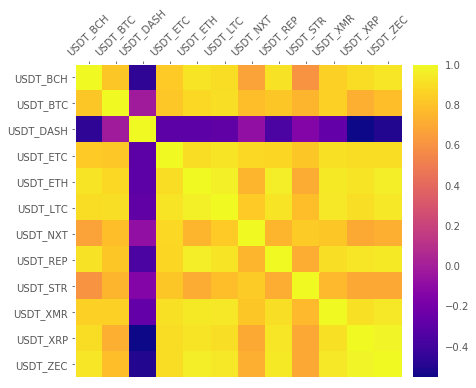 USDT_BCH
USDT_BTC
USDT_DASH
USDT_ETC
USDT_ETH
USDT_LTC
USDT_NXT
USDT_REP
USDT_STR
USDT_XMR
USDT_XRP
USDT_ZEC
USDT_BCH
USDT_BTC
USDT_DASH
USDT_ETC
USDT_ETH
USDT_LTC
USDT_NXT
USDT_REP
USDT_STR
USDT_XMR
USDT_XRP
USDT_ZEC
1.0
0.8
0.6
0.4
0.2
0.0
−0.2
−0.4